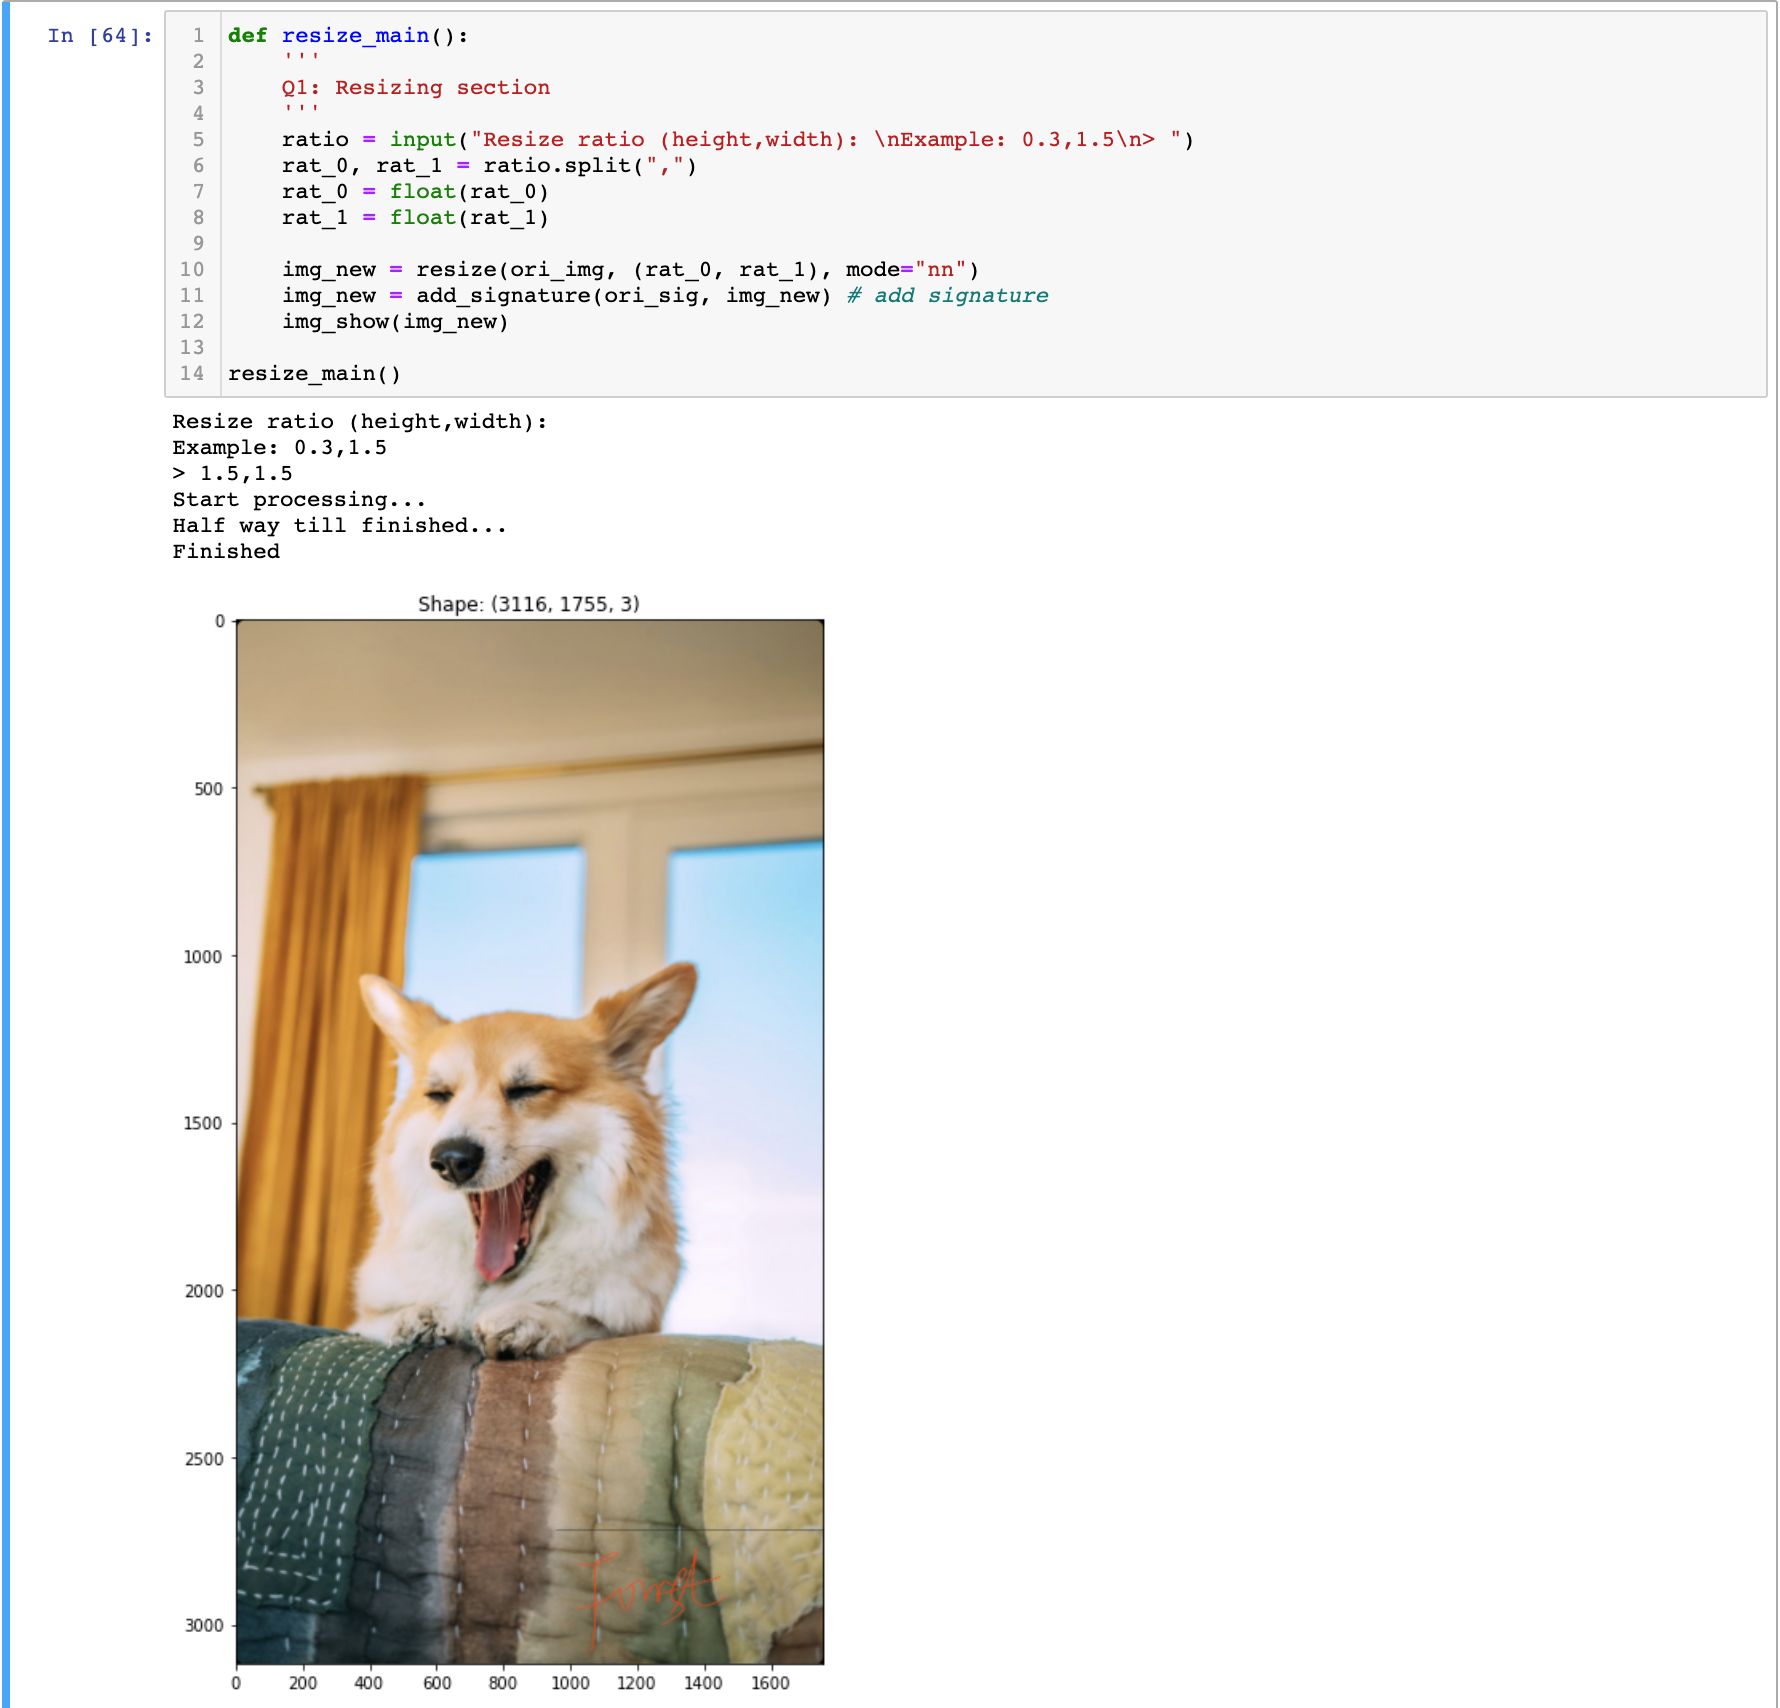 In [64]:
1 def resize_main():
2     '''
3     Q1: Resizing section
4     '''
5     ratio = input("Resize ratio (height,width): \nExample: 0.3,1.5\n> ")
6     rat_0, rat_1 = ratio.split(",")
7     rat_0 = float(rat_0)
8     rat_1 = float(rat_1)
9
10     img_new = resize(ori_img, (rat_0, rat_1), mode="nn")
11     img_new = add_signature(ori_sig, img_new) # add signature
12     img_show(img_new)
13
14 resize_main()
Resize ratio (height,width):
Example: 0.3,1.5
> 1.5,1.5
Start processing...
Half way till finished...
Finished
Shape: (3116, 1755, 3)
0
500
1000
1500
2000
2500
3000
0 200 400 600 800 1000 1200 1400 1600